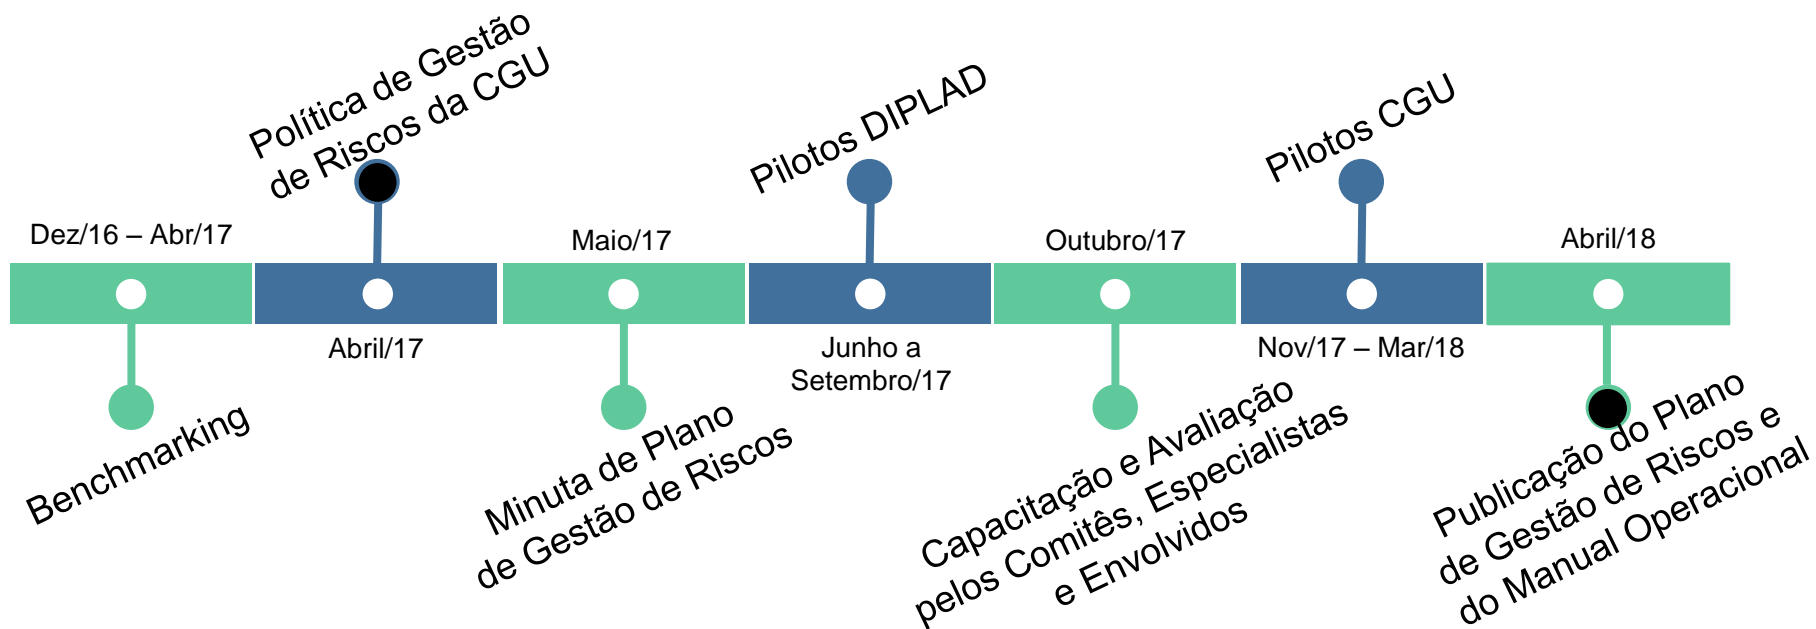 Política de Gestão
de Riscos da CGU
Pilotos DIPLAD
Pilotos CGU
Dez/16 – Abr/17
Maio/17
Outubro/17
Abril/18
Abril/17
Junho a
Setembro/17
Nov/17 – Mar/18
Benchmarking
Minuta de Plano
de Gestão de Riscos
Capacitação e Avaliação
pelos Comitês, Especialistas
e Envolvidos
Publicação do Plano
de Gestão de Riscos e
do Manual Operacional